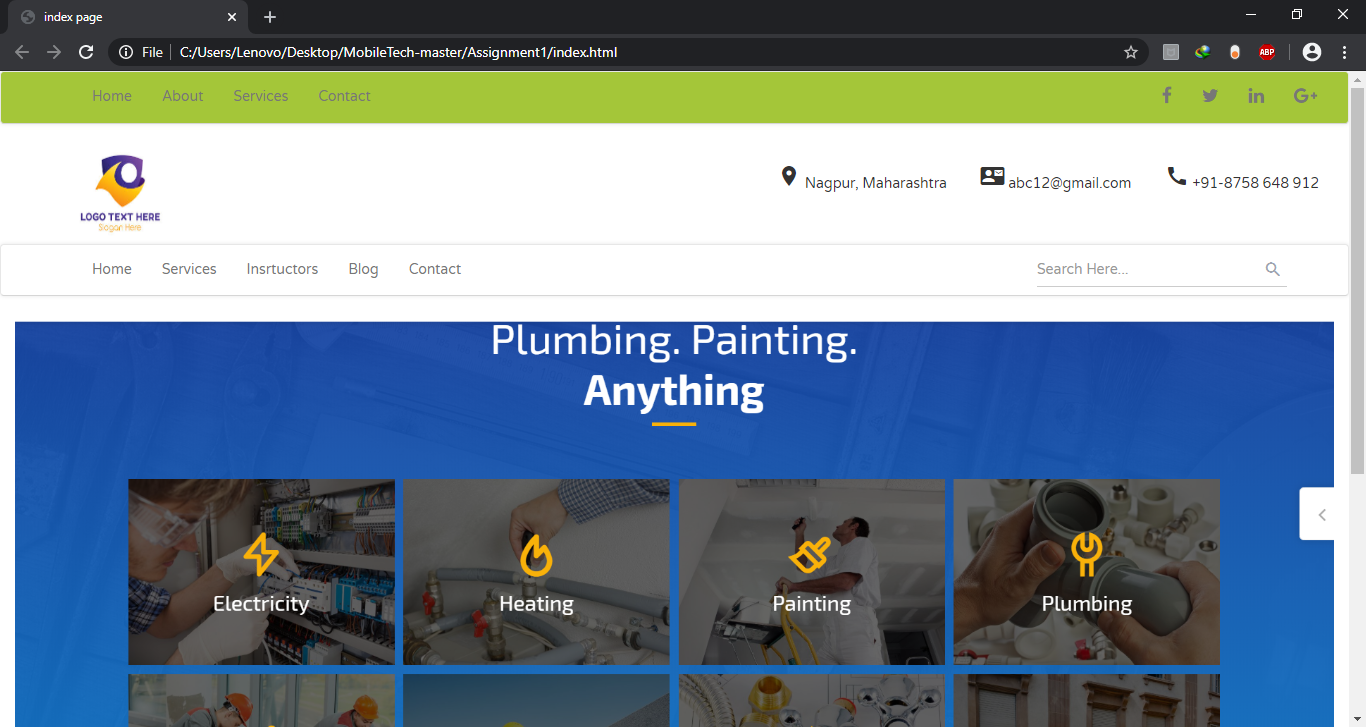 index page
File C:/Users/Lenovo/Desktop/MobileTech-master/Assignment1/index.html
ABP
Home About Services Contact
LOGO TEXT HERE
Slogan Here
Nagpur, Maharashtra abc12@gmail.com +91-8758 648 912
Home Services Insrtuctors Blog Contact Search Here...
Plumbing. Painting.
Anything
Electricity Heating Painting Plumbing